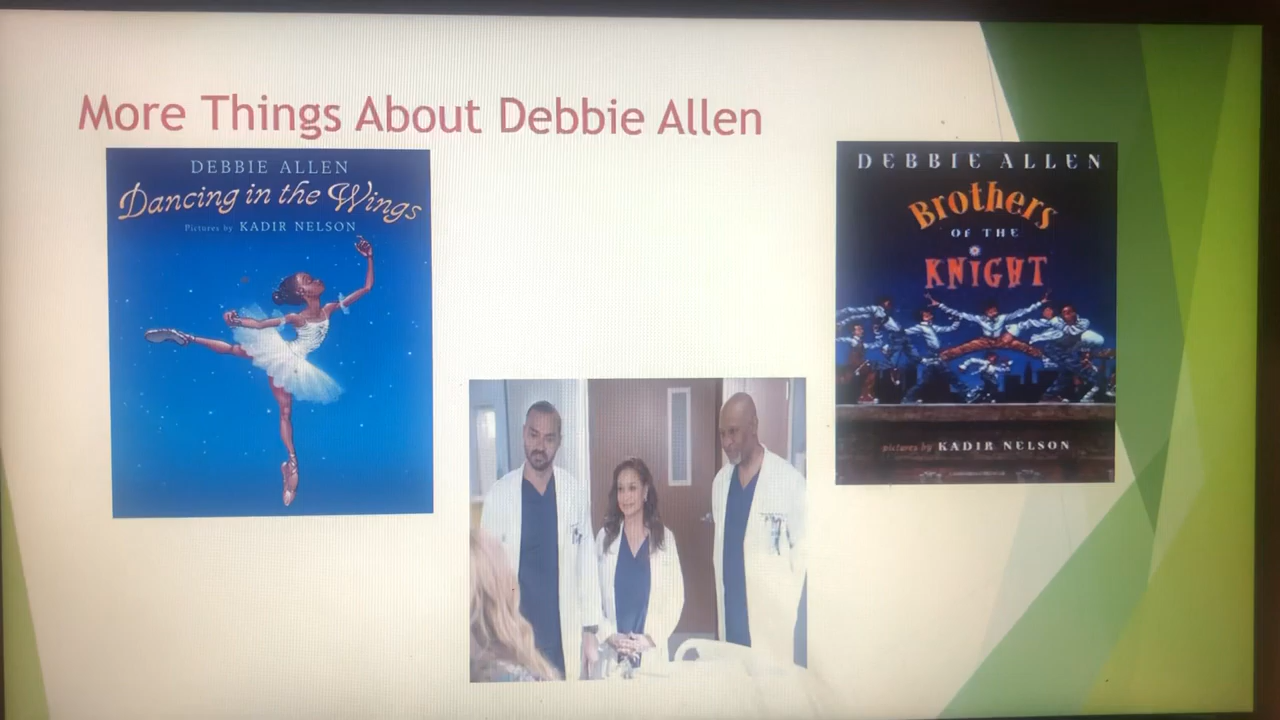 More Things About Debbie Allen
DEBBIE ALLEN
Dancing in the Wings
Pictures by KADIR NELSON
DEBBIE ALLEN
Brothers
OF THE
KNIGHT
pictures by KADIR NELSON